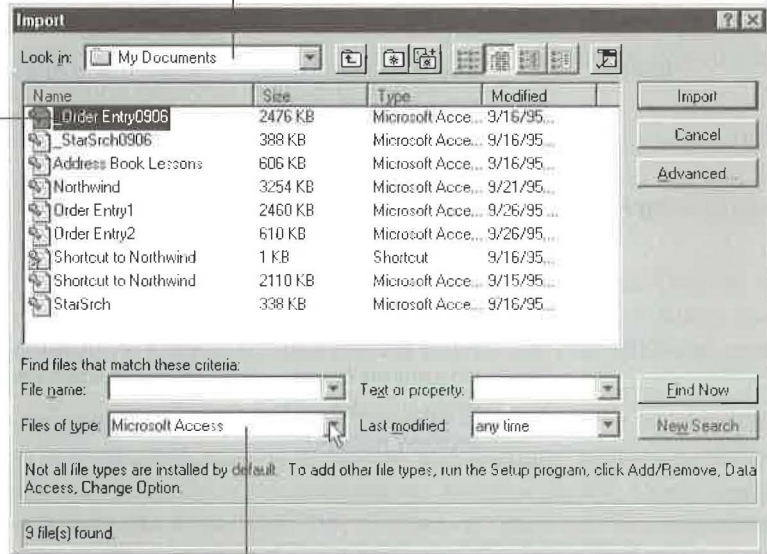 Import
Look in: My Documents
Name Size Type Modified
_Order Entry0906 2476 KB Microsoft Acce... 9/16/95...
_StarSrch0906 388 KB Microsoft Acce... 9/16/95...
Address Book Lessons 606 KB Microsoft Acce... 9/16/95...
Northwind 3254 KB Microsoft Acce... 9/21/95...
Order Entry1 2460 KB Microsoft Acce... 9/26/95...
Order Entry2 610 KB Microsoft Acce... 9/26/95...
Shortcut to Northwind 1 KB Shortcut 9/16/95...
Shortcut to Northwind 2110 KB Microsoft Acce... 9/15/95...
StarSrch 338 KB Microsoft Acce... 9/16/95...
Import
Cancel
Advanced...
Find files that match these criteria:
File name: Text or property: Find Now
Files of type: Microsoft Access Last modified: any time New Search
Not all file types are installed by default. To add other file types, run the Setup program, click Add/Remove, Data
Access, Change Option.
9 file(s) found.